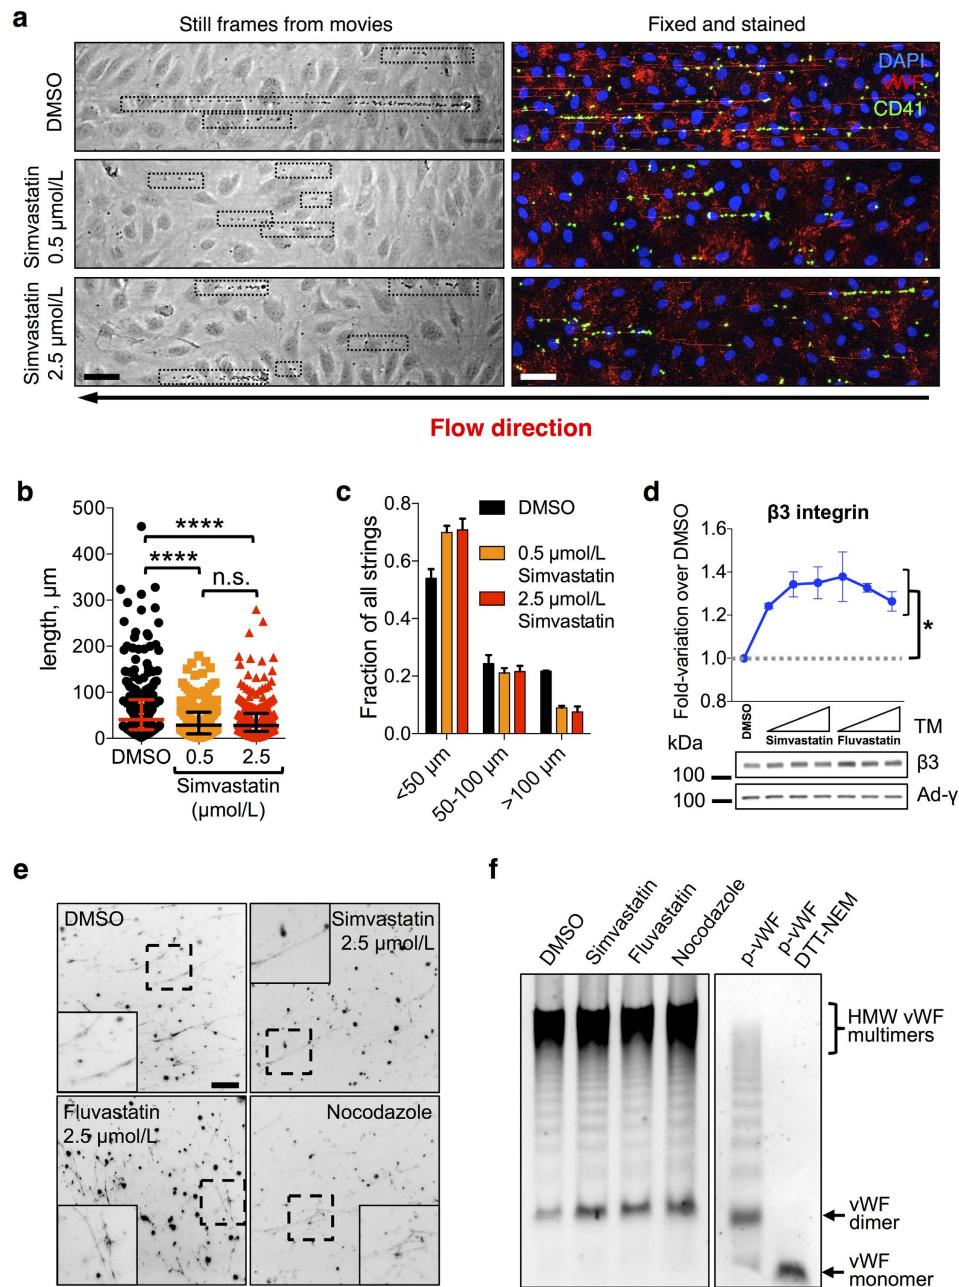 a
Still frames from movies
Fixed and stained
DMSO
DAPI
vWF
CD41
Simvastatin
0.5 µmol/L
Simvastatin
2.5 µmol/L
Flow direction
b
500
400
300
200
100
0
length, µm
****
****
n.s.
DMSO
0.5
2.5
Simvastatin
(µmol/L)
c
0.8
0.6
0.4
0.2
0.0
Fraction of all strings
DMSO
0.5 µmol/L
Simvastatin
2.5 µmol/L
Simvastatin
<50 µm
50-100 µm
>100 µm
d
β3 integrin
Fold-variation over DMSO
1.6
1.4
1.2
1.0
0.8
*
DMSO
Simvastatin
Fluvastatin
TM
kDa
100
β3
100
Ad-γ
e
DMSO
Simvastatin
2.5 µmol/L
Fluvastatin
2.5 µmol/L
Nocodazole
f
DMSO
Simvastatin
Fluvastatin
Nocodazole
p-vWF
p-vWF
DTT-NEM
HMW vWF
multimers
vWF
dimer
vWF
monomer